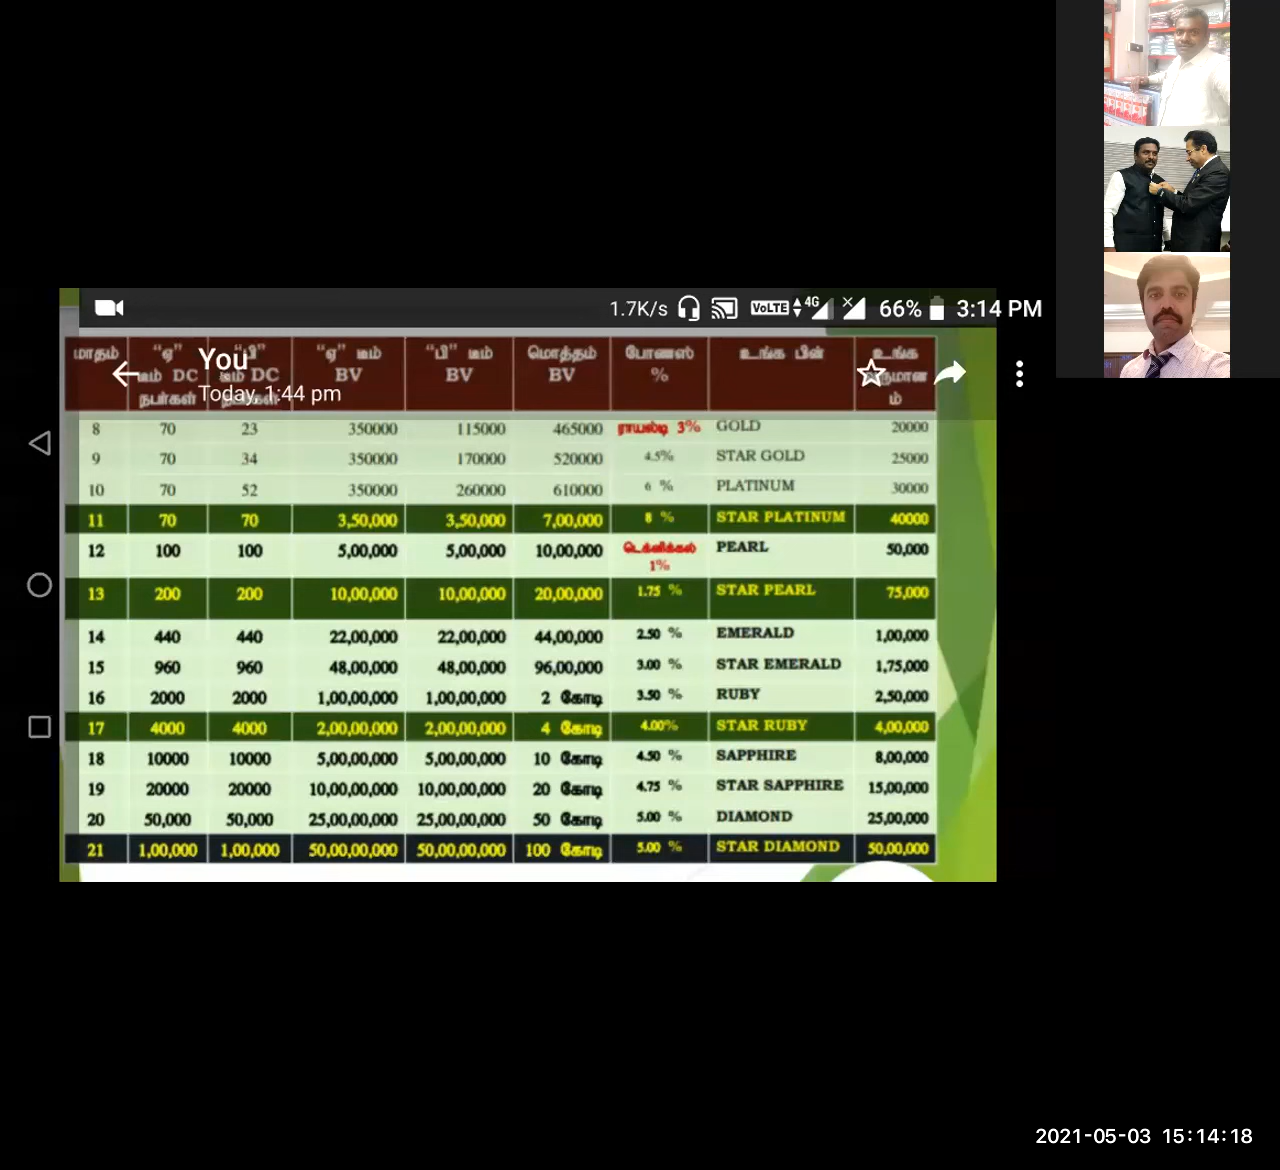 1.7K/s VoLTE 4G 66% 3:14 PM
You
Today, 1:44 pm
மாதம் "ஏ" "பி" "ஏ" டீம் "பி" டீம் மொத்தம் போனஸ் உங்க பின் உங்க
டீம் DC டீம் DC BV BV BV %
நபர்கள் ம்
8 70 23 350000 115000 465000 ராயல்டி 3% GOLD 20000
9 70 34 350000 170000 520000 4.5% STAR GOLD 25000
10 70 52 350000 260000 610000 6 % PLATINUM 30000
11 70 70 3,50,000 3,50,000 7,00,000 8 % STAR PLATINUM 40000
12 100 100 5,00,000 5,00,000 10,00,000 டெக்னிக்கல் PEARL 50,000
1%
13 200 200 10,00,000 10,00,000 20,00,000 1.75 % STAR PEARL 75,000
14 440 440 22,00,000 22,00,000 44,00,000 2.50 % EMERALD 1,00,000
15 960 960 48,00,000 48,00,000 96,00,000 3.00 % STAR EMERALD 1,75,000
16 2000 2000 1,00,00,000 1,00,00,000 2 கோடி 3.50 % RUBY 2,50,000
17 4000 4000 2,00,00,000 2,00,00,000 4 கோடி 4.00% STAR RUBY 4,00,000
18 10000 10000 5,00,00,000 5,00,00,000 10 கோடி 4.50 % SAPPHIRE 8,00,000
19 20000 20000 10,00,00,000 10,00,00,000 20 கோடி 4.75 % STAR SAPPHIRE 15,00,000
20 50,000 50,000 25,00,00,000 25,00,00,000 50 கோடி 5.00 % DIAMOND 25,00,000
21 1,00,000 1,00,000 50,00,00,000 50,00,00,000 100 கோடி 5.00 % STAR DIAMOND 50,00,000
2021-05-03 15:14:18